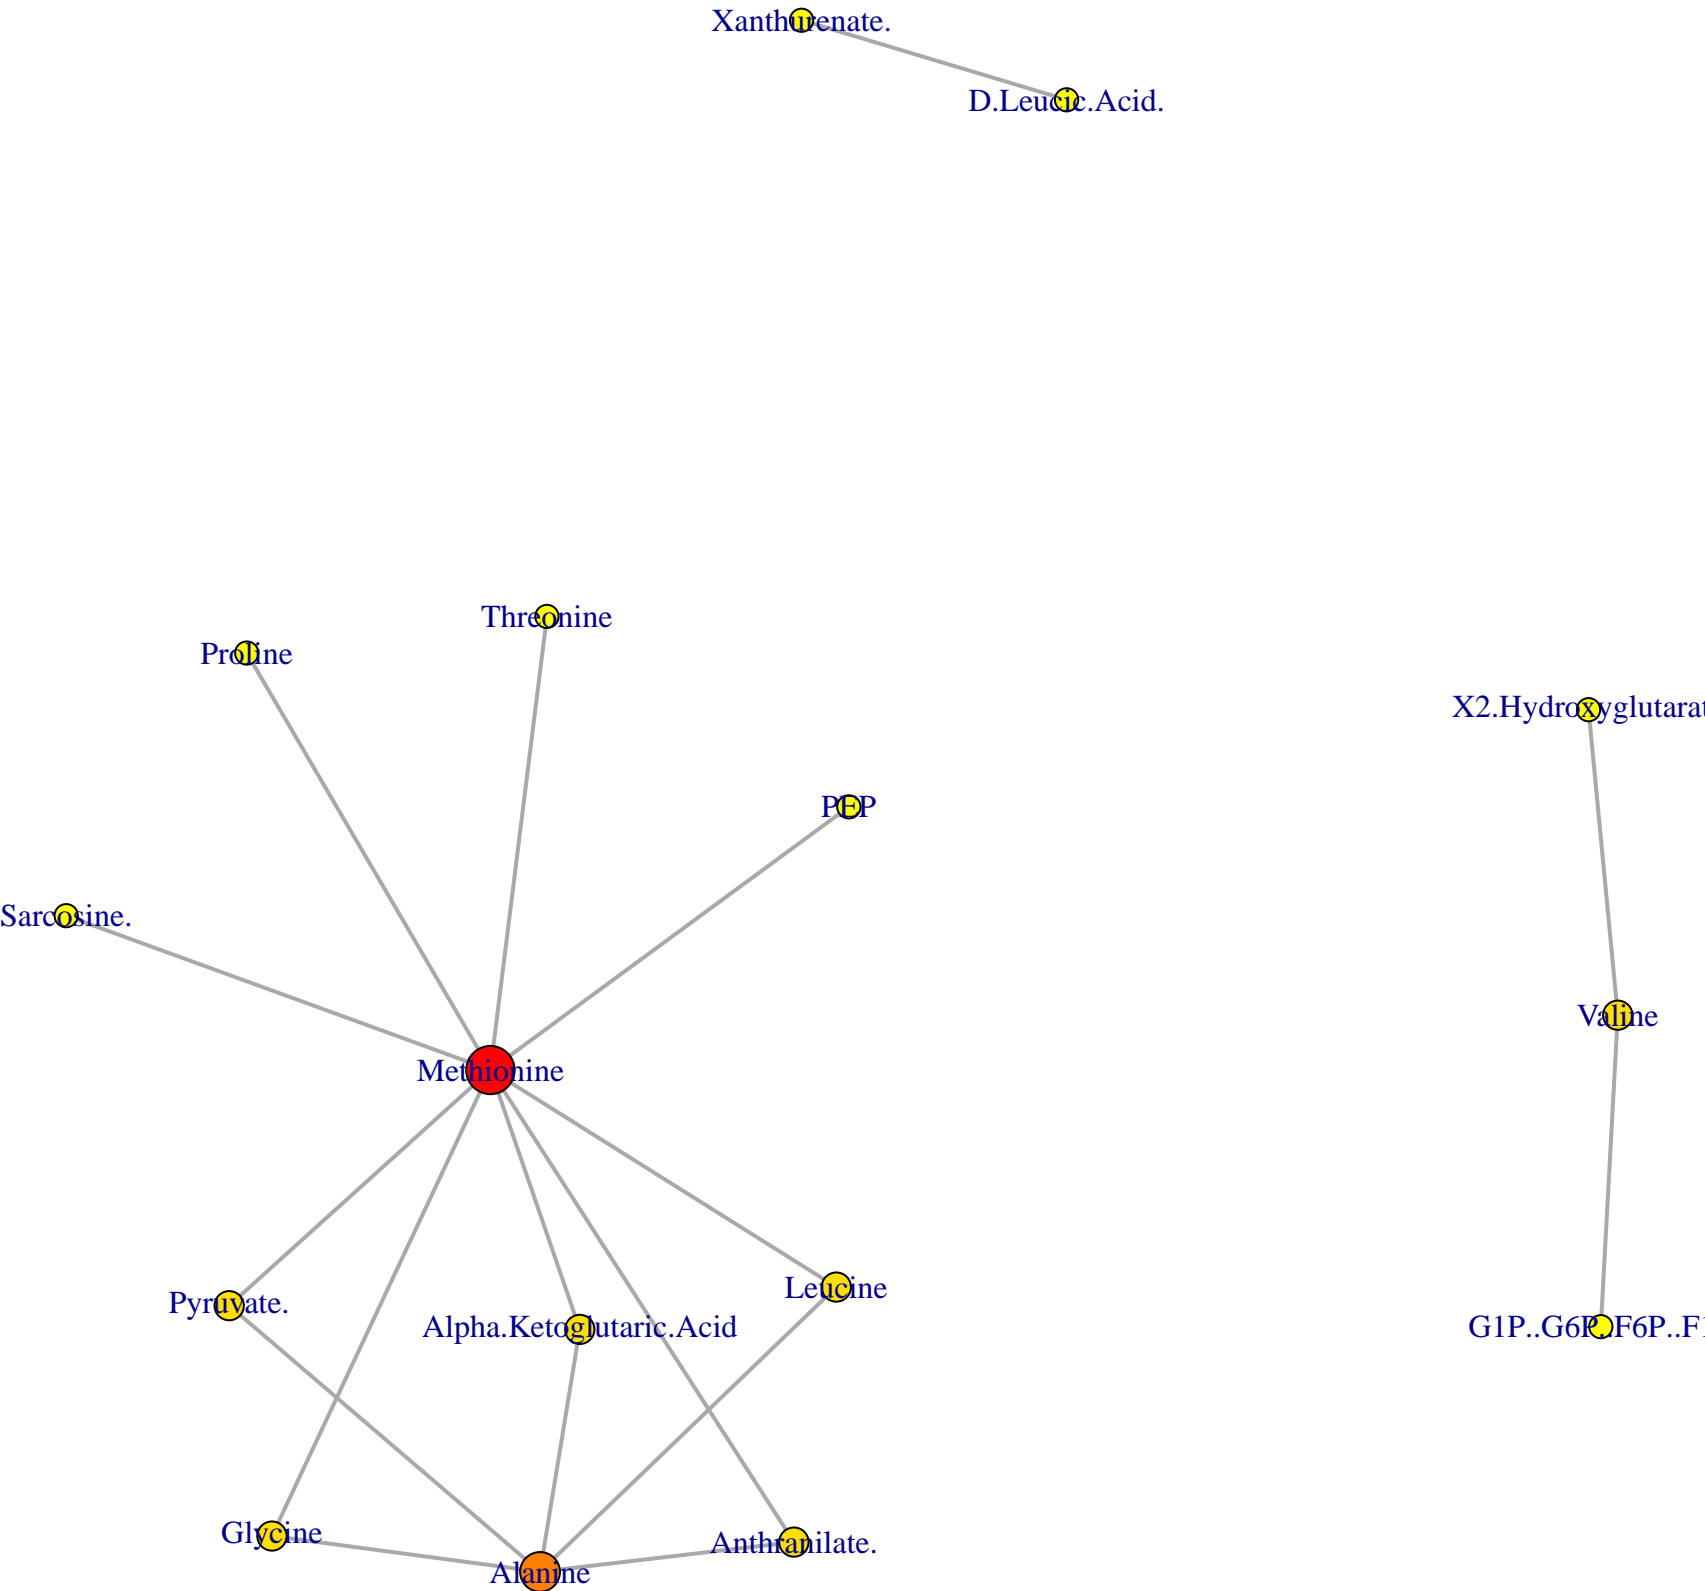 Xanthurenate.
D.Leucic.Acid.
Threonine
Proline
X2.Hydroxyglutarat
PEP
Sarcosine.
Valine
Methionine
Leucine
Pyruvate.
Alpha.Ketoglutaric.Acid
G1P..G6P..F6P..F1
Glycine
Anthranilate.
Alanine